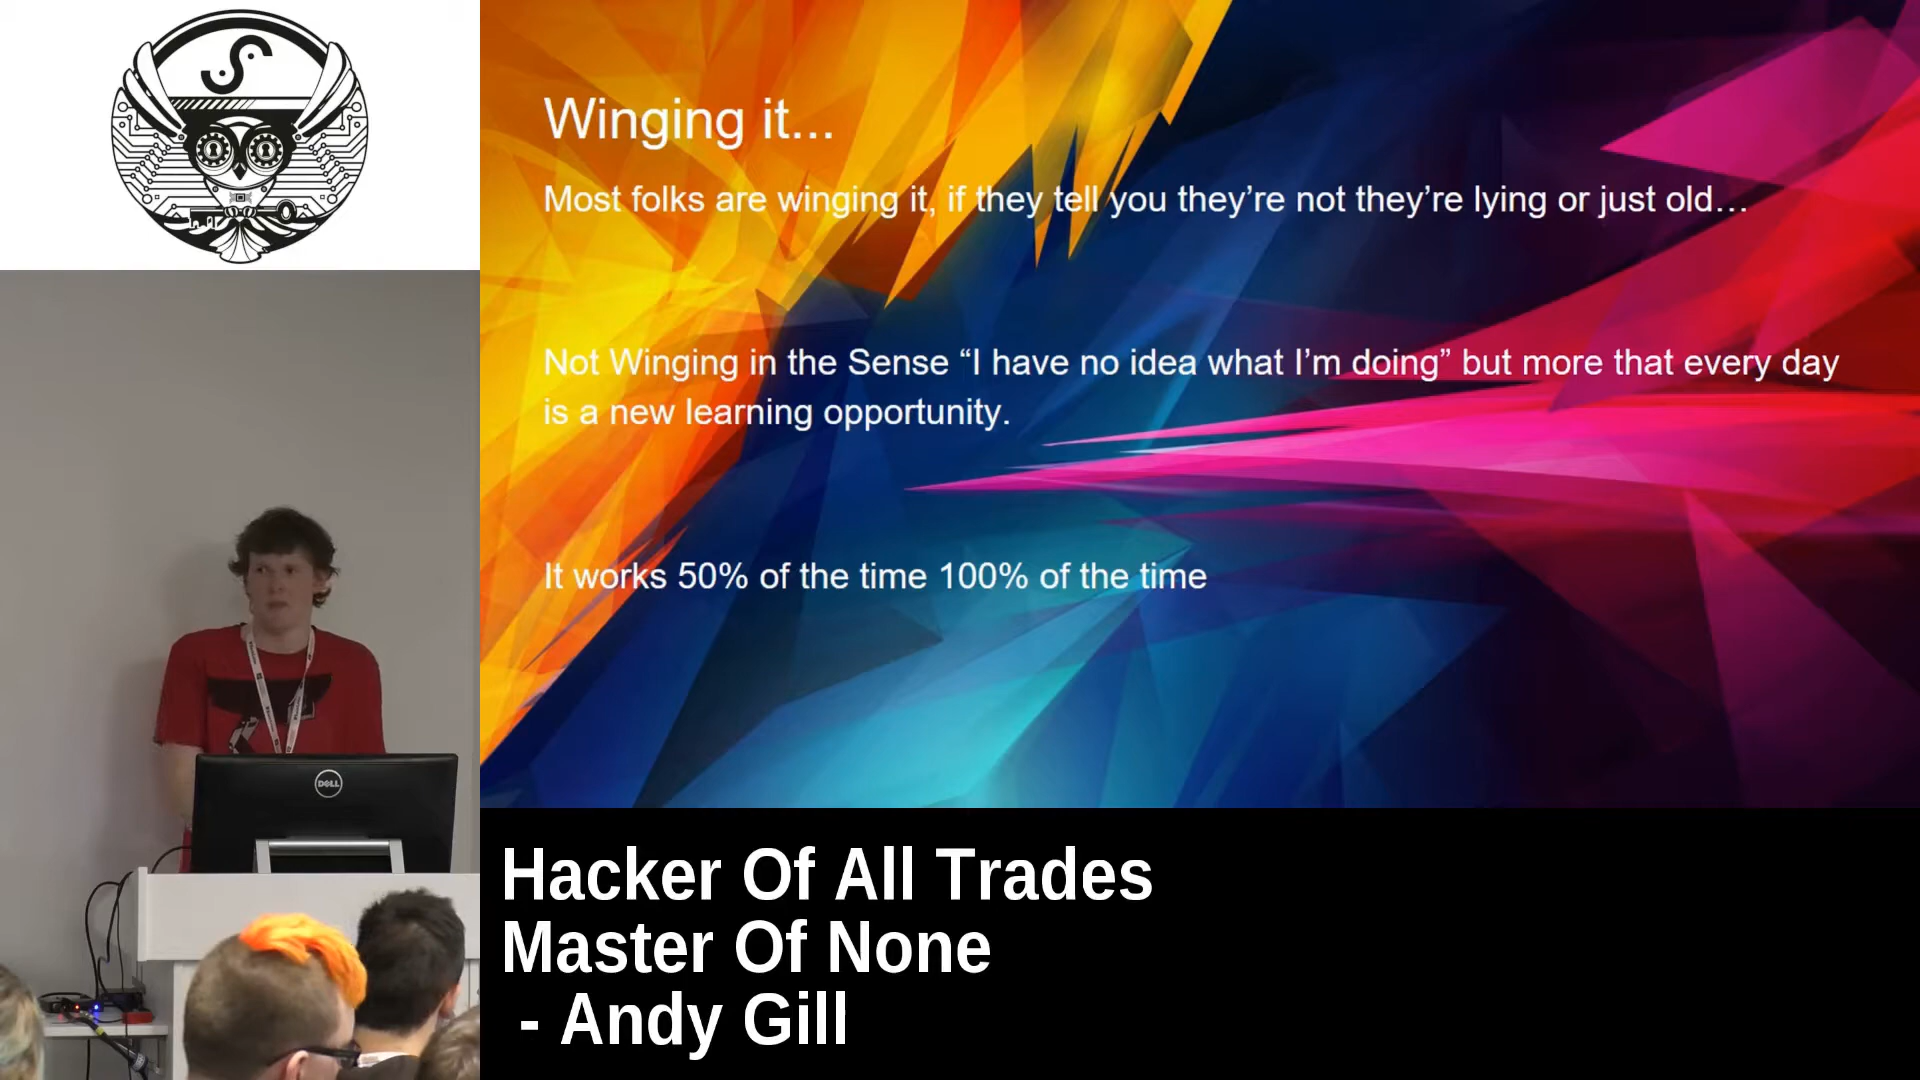 Winging it...
Most folks are winging it, if they tell you they’re not they’re lying or just old…
Not Winging in the Sense “I have no idea what I’m doing” but more that every day
is a new learning opportunity.
It works 50% of the time 100% of the time
DELL
Hacker Of All Trades
Master Of None
- Andy Gill